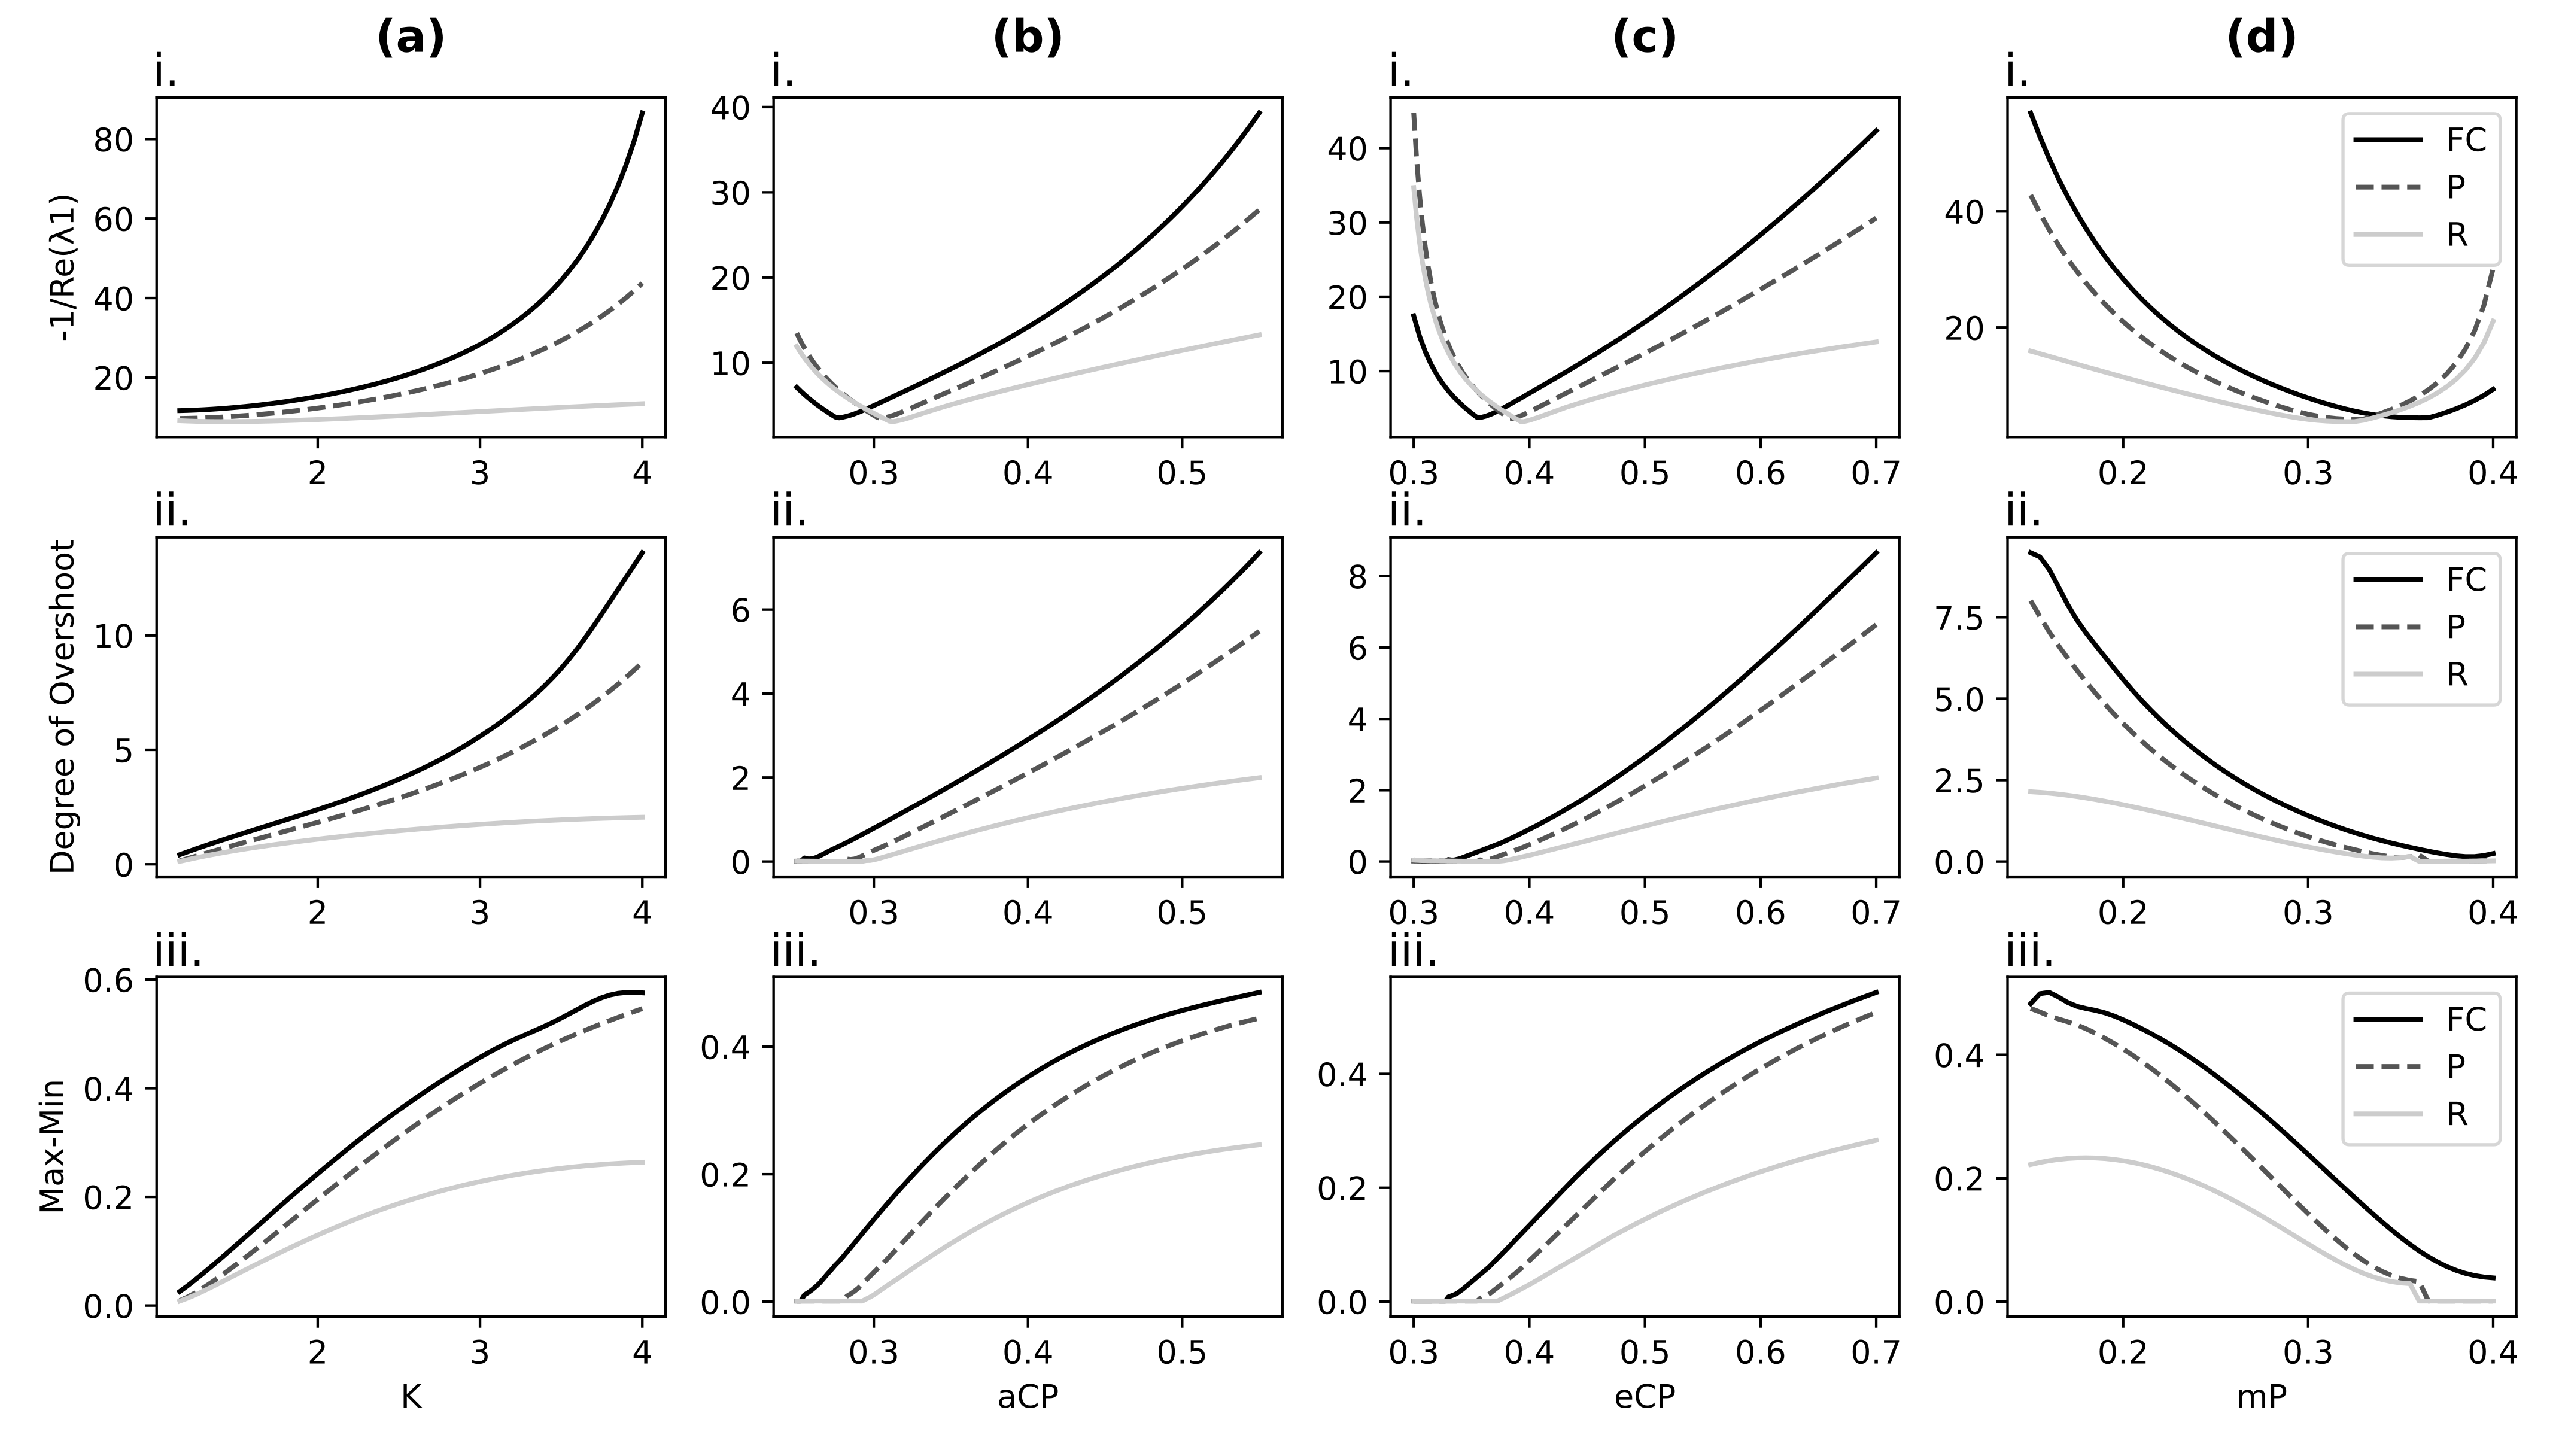 (a) (b) (c) (d)
i. i. i. i.
-1/Re(λ1)
80
60
40
20
2 3 4
40
30
20
10
0.3 0.4 0.5
40
30
20
10
0.3 0.4 0.5 0.6 0.7
40
20
0.2 0.3 0.4
FC
P
R
ii. ii. ii. ii.
Degree of Overshoot
10
5
0
2 3 4
6
4
2
0
0.3 0.4 0.5
8
6
4
2
0
0.3 0.4 0.5 0.6 0.7
7.5
5.0
2.5
0.0
0.2 0.3 0.4
FC
P
R
iii. iii. iii. iii.
Max-Min
0.6
0.4
0.2
0.0
2 3 4
K
0.4
0.2
0.0
0.3 0.4 0.5
aCP
0.4
0.2
0.0
0.3 0.4 0.5 0.6 0.7
eCP
0.4
0.2
0.0
0.2 0.3 0.4
mP
FC
P
R